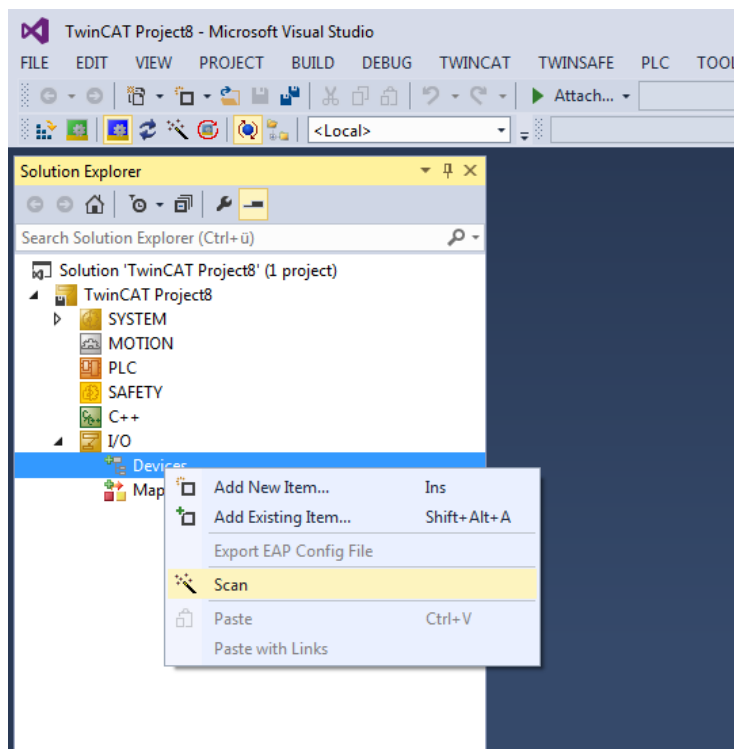 TwinCAT Project8 - Microsoft Visual Studio
FILE EDIT VIEW PROJECT BUILD DEBUG TWINCAT TWINSAFE PLC TOOL
Attach...
<Local>
Solution Explorer
Search Solution Explorer (Ctrl+ü)
Solution 'TwinCAT Project8' (1 project)
TwinCAT Project8
SYSTEM
MOTION
PLC
SAFETY
C++
I/O
Devices
Map
Add New Item... Ins
Add Existing Item... Shift+Alt+A
Export EAP Config File
Scan
Paste Ctrl+V
Paste with Links